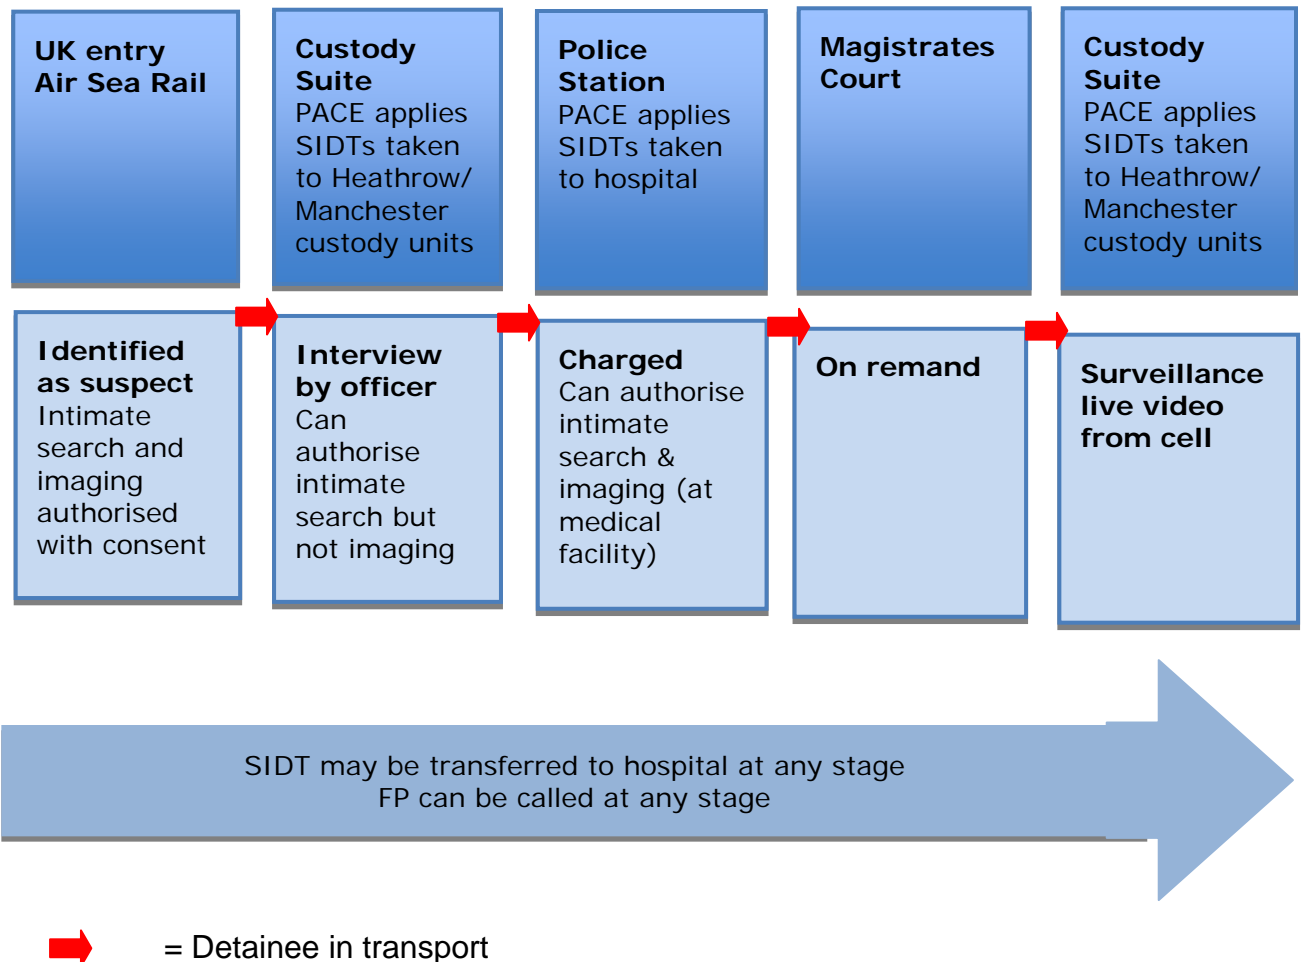 UK entry
Air Sea Rail
Custody
Suite
PACE applies
SIDTs taken
to Heathrow/
Manchester
custody units
Police
Station
PACE applies
SIDTs taken
to hospital
Magistrates
Court
Custody
Suite
PACE applies
SIDTs taken
to Heathrow/
Manchester
custody units
Identified
as suspect
Intimate
search and
imaging
authorised
with consent
Interview
by officer
Can
authorise
intimate
search but
not imaging
Charged
Can authorise
intimate
search &
imaging (at
medical
facility)
On remand
Surveillance
live video
from cell
SIDT may be transferred to hospital at any stage
FP can be called at any stage
= Detainee in transport